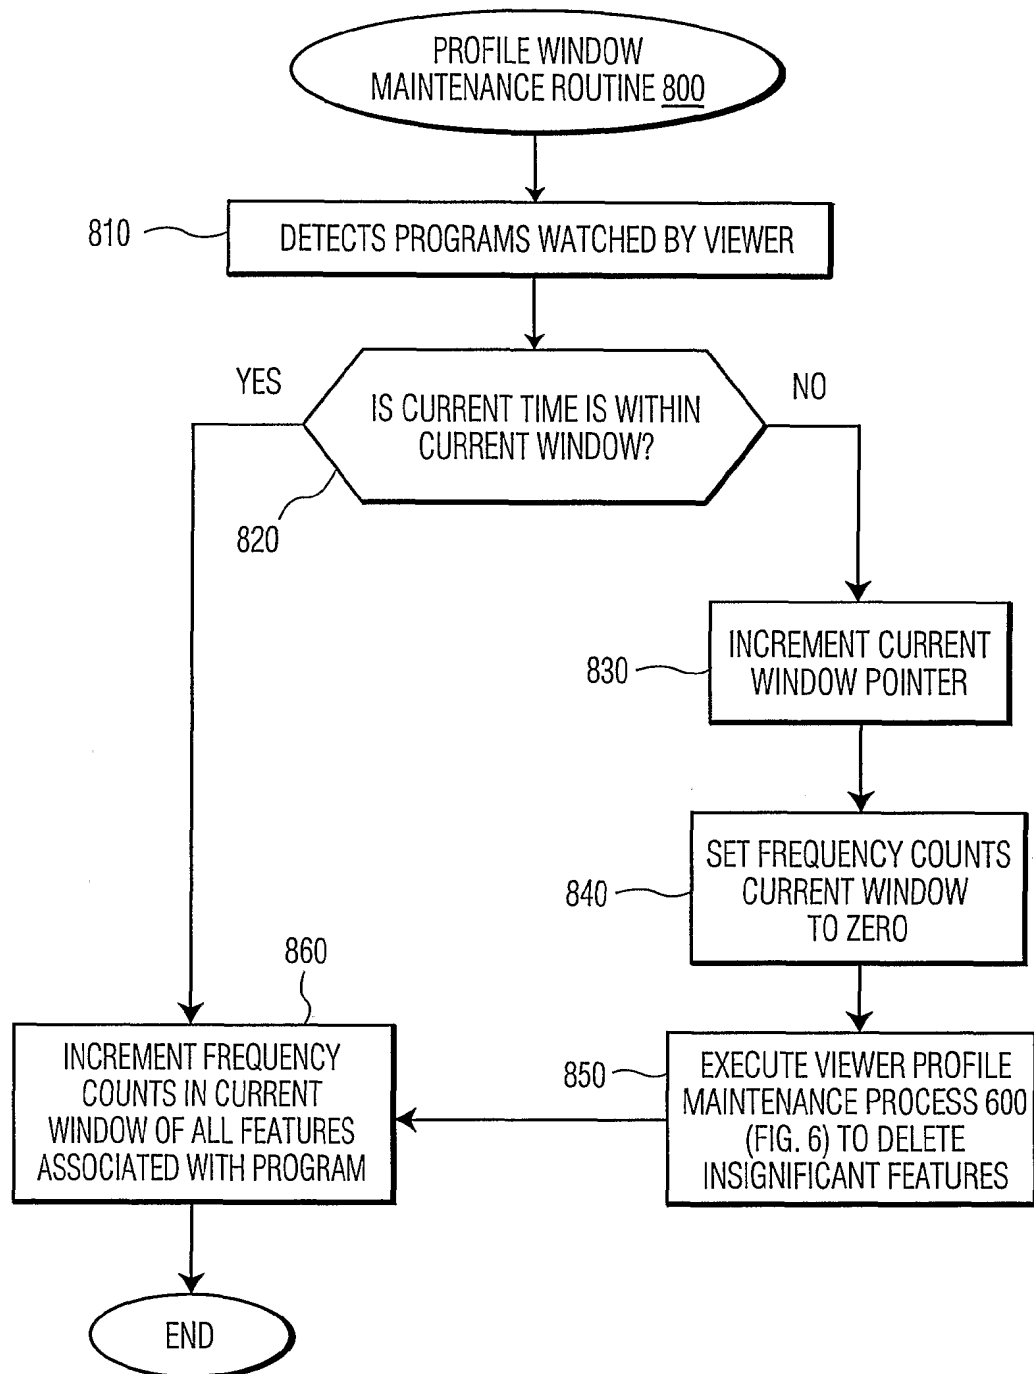 PROFILE WINDOW
MAINTENANCE ROUTINE 800
810
DETECTS PROGRAMS WATCHED BY VIEWER
YES
IS CURRENT TIME IS WITHIN
CURRENT WINDOW?
NO
820
830
INCREMENT CURRENT
WINDOW POINTER
840
SET FREQUENCY COUNTS
CURRENT WINDOW
TO ZERO
850
EXECUTE VIEWER PROFILE
MAINTENANCE PROCESS 600
(FIG. 6) TO DELETE
INSIGNIFICANT FEATURES
860
INCREMENT FREQUENCY
COUNTS IN CURRENT
WINDOW OF ALL FEATURES
ASSOCIATED WITH PROGRAM
END